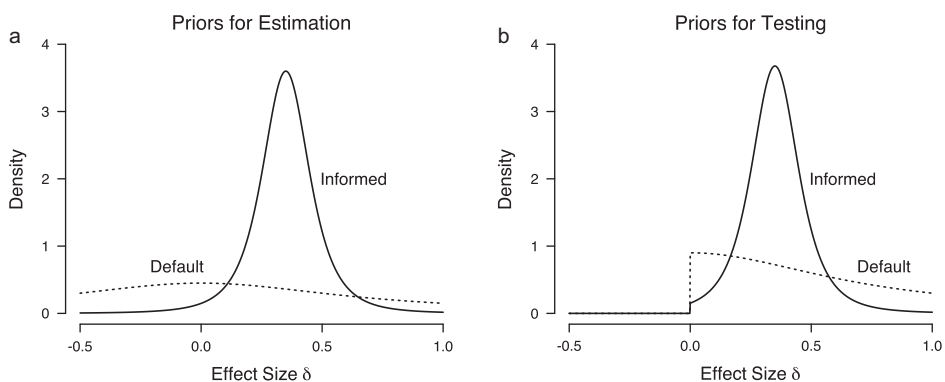 a
Priors for Estimation
4
3
2
1
0
Density
Informed
Default
-0.5 0.0 0.5 1.0
Effect Size δ
b
Priors for Testing
4
3
2
1
0
Density
Informed
Default
-0.5 0.0 0.5 1.0
Effect Size δ